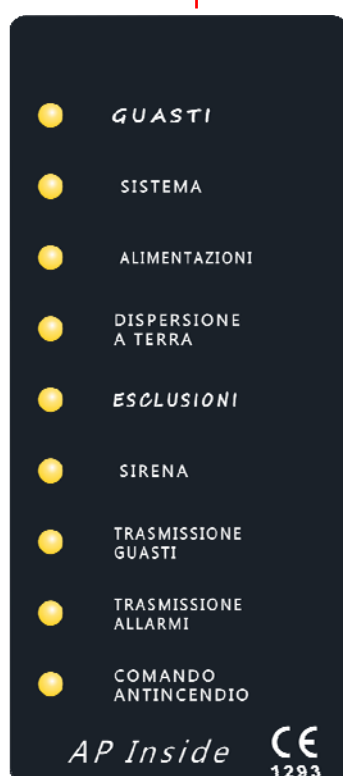 GUASTI
SISTEMA
ALIMENTAZIONI
DISPERSIONE
A TERRA
ESCLUSIONI
SIRENA
TRASMISSIONE
GUASTI
TRASMISSIONE
ALLARMI
COMANDO
ANTINCENDIO
AP Inside
CE
1293